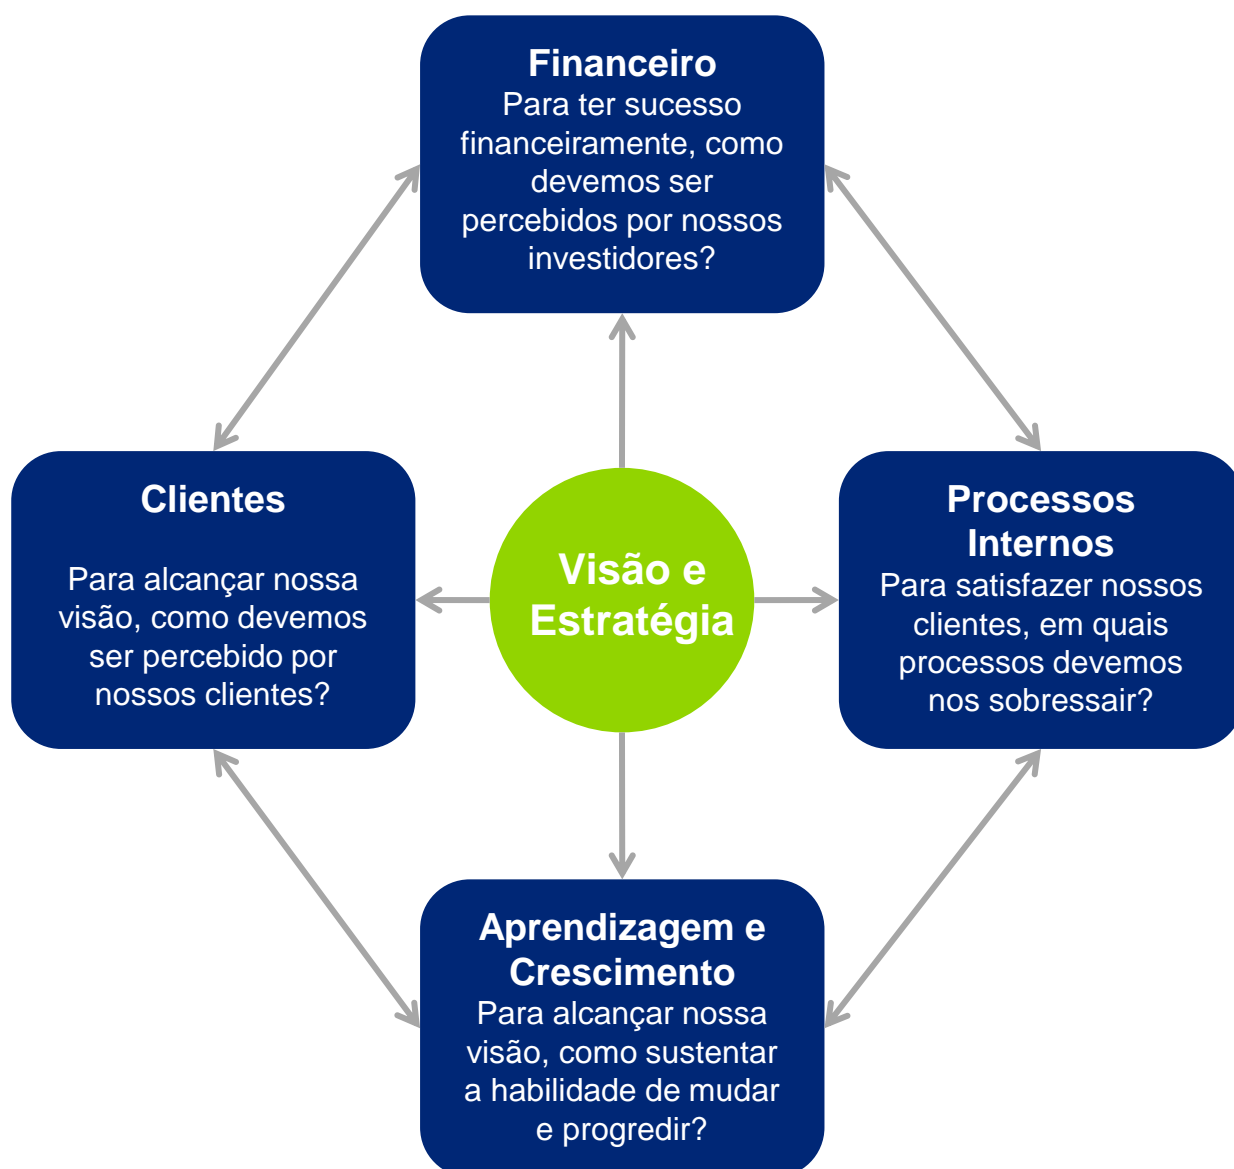 Financeiro
Para ter sucesso
financeiramente, como
devemos ser
percebidos por nossos
investidores?
Clientes
Para alcançar nossa
visão, como devemos
ser percebido por
nossos clientes?
Visão e
Estratégia
Processos
Internos
Para satisfazer nossos
clientes, em quais
processos devemos
nos sobressair?
Aprendizagem e
Crescimento
Para alcançar nossa
visão, como sustentar
a habilidade de mudar
e progredir?